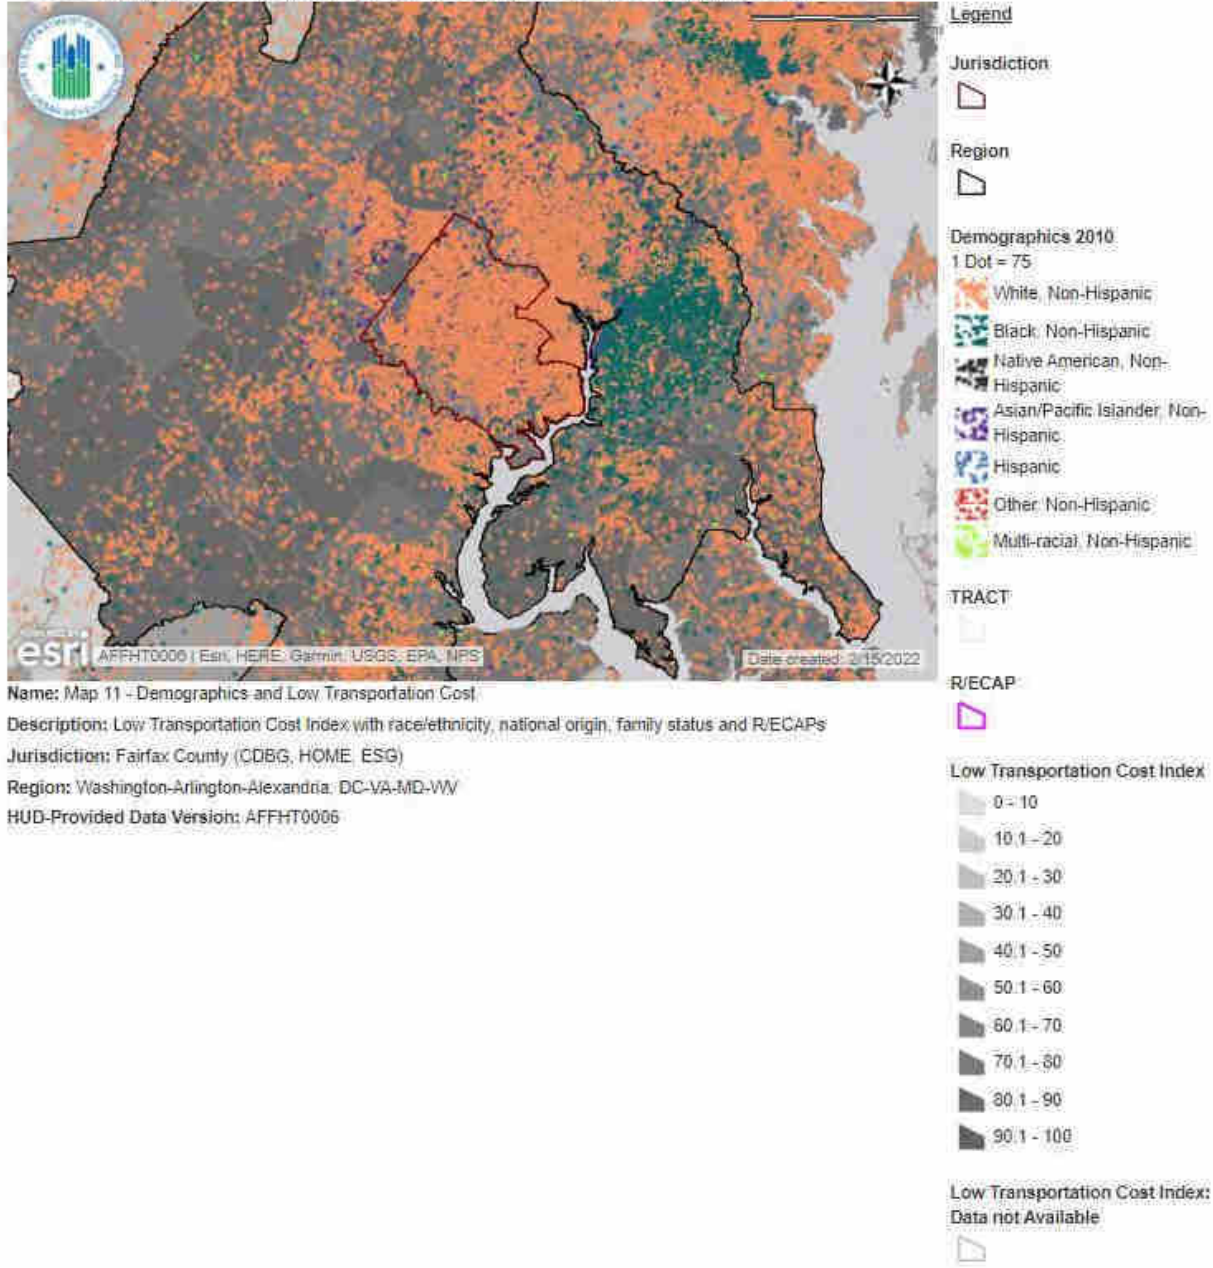 esri
AFFHT0006 | Esri, HERE, Garmin, USGS, EPA, NPS
Date created: 2/15/2022
Name: Map 11 - Demographics and Low Transportation Cost
Description: Low Transportation Cost Index with race/ethnicity, national origin, family status and R/ECAPs
Jurisdiction: Fairfax County (CDBG, HOME, ESG)
Region: Washington-Arlington-Alexandria, DC-VA-MD-WV
HUD-Provided Data Version: AFFHT0006
Legend
Jurisdiction
Region
Demographics 2010
1 Dot = 75
White, Non-Hispanic
Black, Non-Hispanic
Native American, Non-
Hispanic
Asian/Pacific Islander, Non-
Hispanic
Hispanic
Other, Non-Hispanic
Multi-racial, Non-Hispanic
TRACT
R/ECAP
Low Transportation Cost Index
0 - 10
10.1 - 20
20.1 - 30
30.1 - 40
40.1 - 50
50.1 - 60
60.1 - 70
70.1 - 80
80.1 - 90
90.1 - 100
Low Transportation Cost Index:
Data not Available